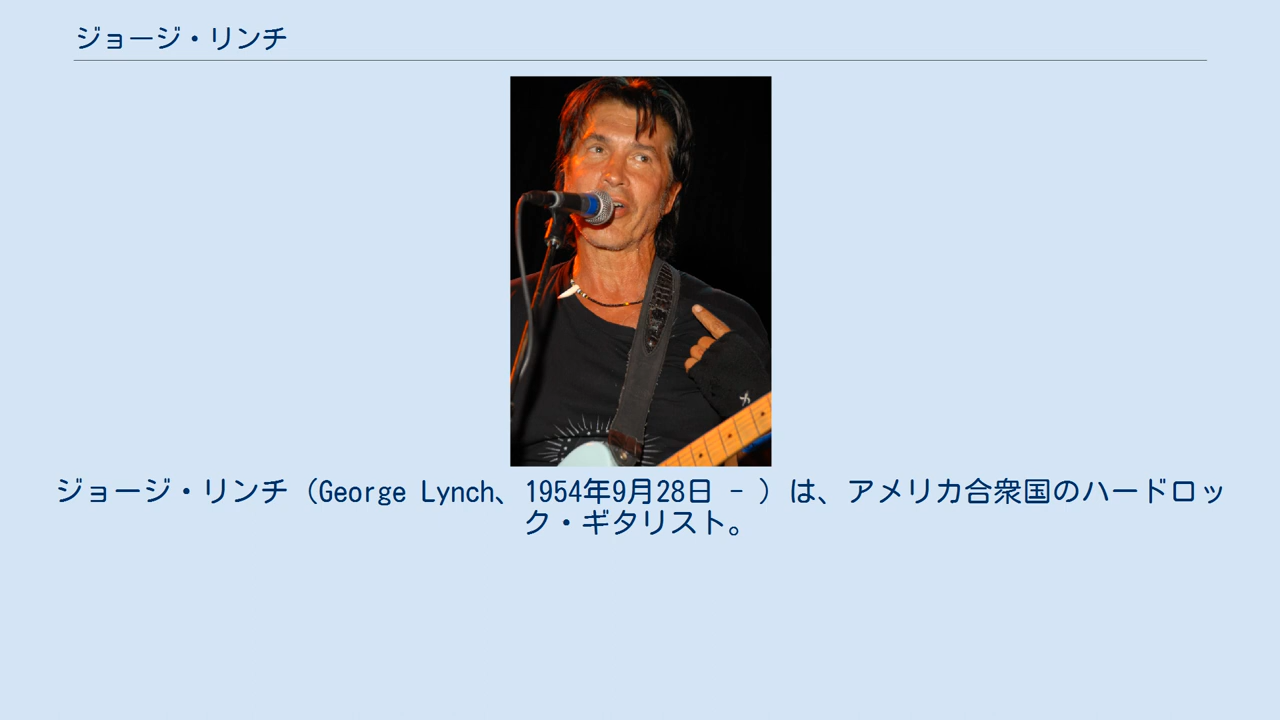 ジョージ・リンチ
ジョージ・リンチ（George Lynch、1954年9月28日 - ）は、アメリカ合衆国のハードロッ
ク・ギタリスト。